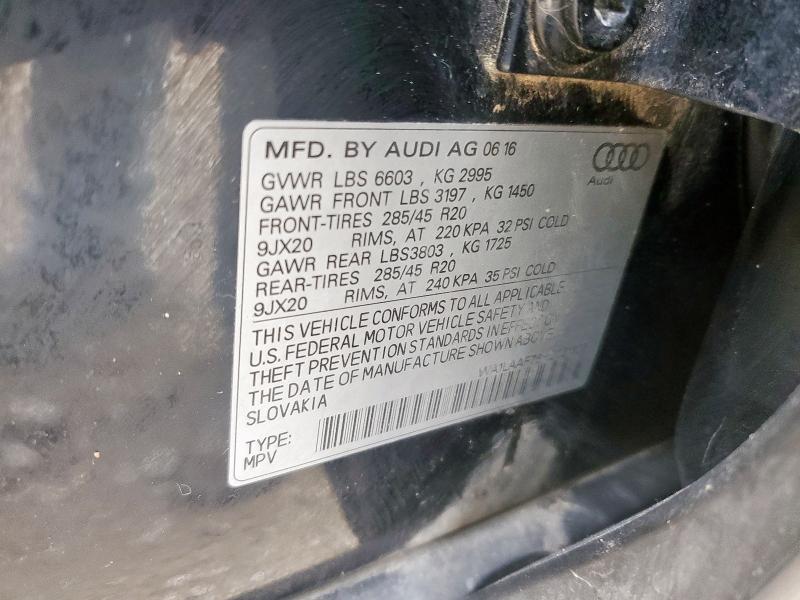 MFD. BY AUDI AG 06 16
Audi
GVWR LBS 6603 , KG 2995
GAWR FRONT LBS 3197 , KG 1450
FRONT-TIRES 285/45 R20
9JX20 RIMS, AT 220 KPA 32 PSI COLD
GAWR REAR LBS3803 , KG 1725
REAR-TIRES 285/45 R20
9JX20 RIMS, AT 240 KPA 35 PSI COLD
THIS VEHICLE CONFORMS TO ALL APPLICABLE
U.S. FEDERAL MOTOR VEHICLE SAFETY AND
THEFT PREVENTION STANDARDS IN EFFECT ON
THE DATE OF MANUFACTURE SHOWN ABOVE
SLOVAKIA
TYPE:
MPV